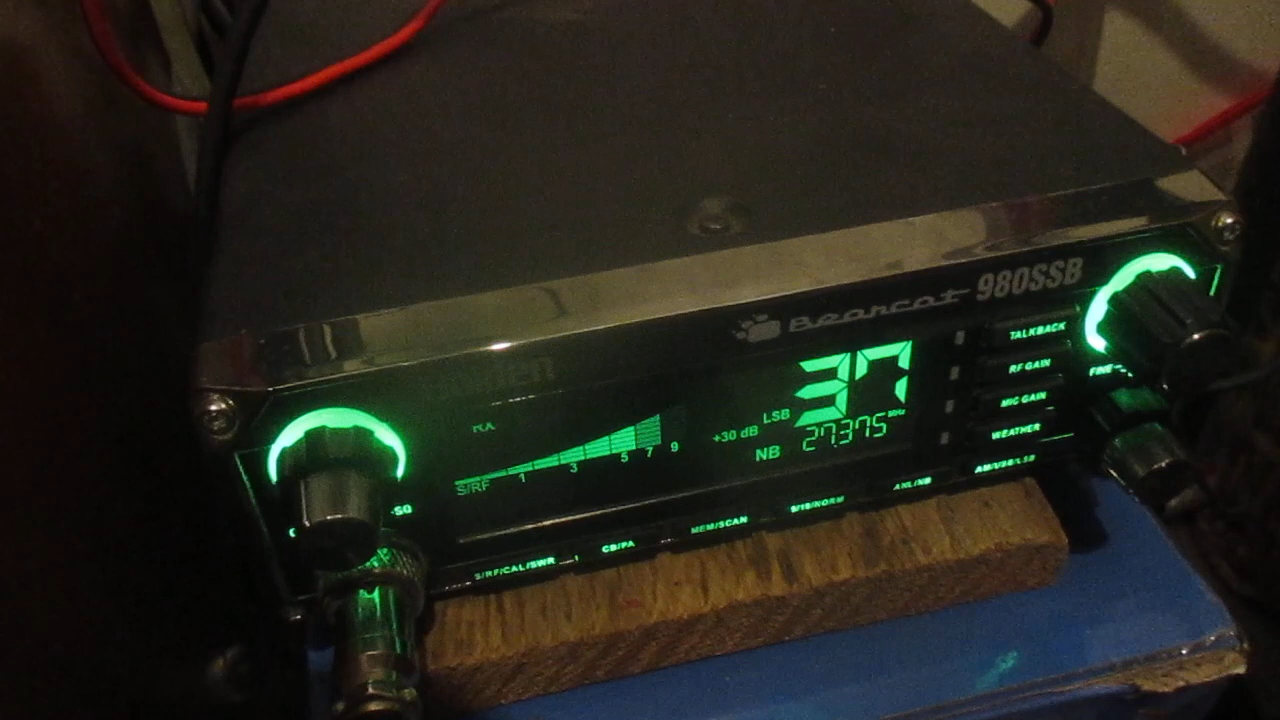 Bearcat 980SSB
TALKBACK
RX
37
RF GAIN
FINE
LSB
MIC GAIN
+30 dB
27.375 MHz
S/RF 1 3 5 7 9
NB
WEATHER
AM/USB/LSB
-SQ
ANL/NB
9/19/NORM
MEM/SCAN
CB/PA
S/RF/CAL/SWR